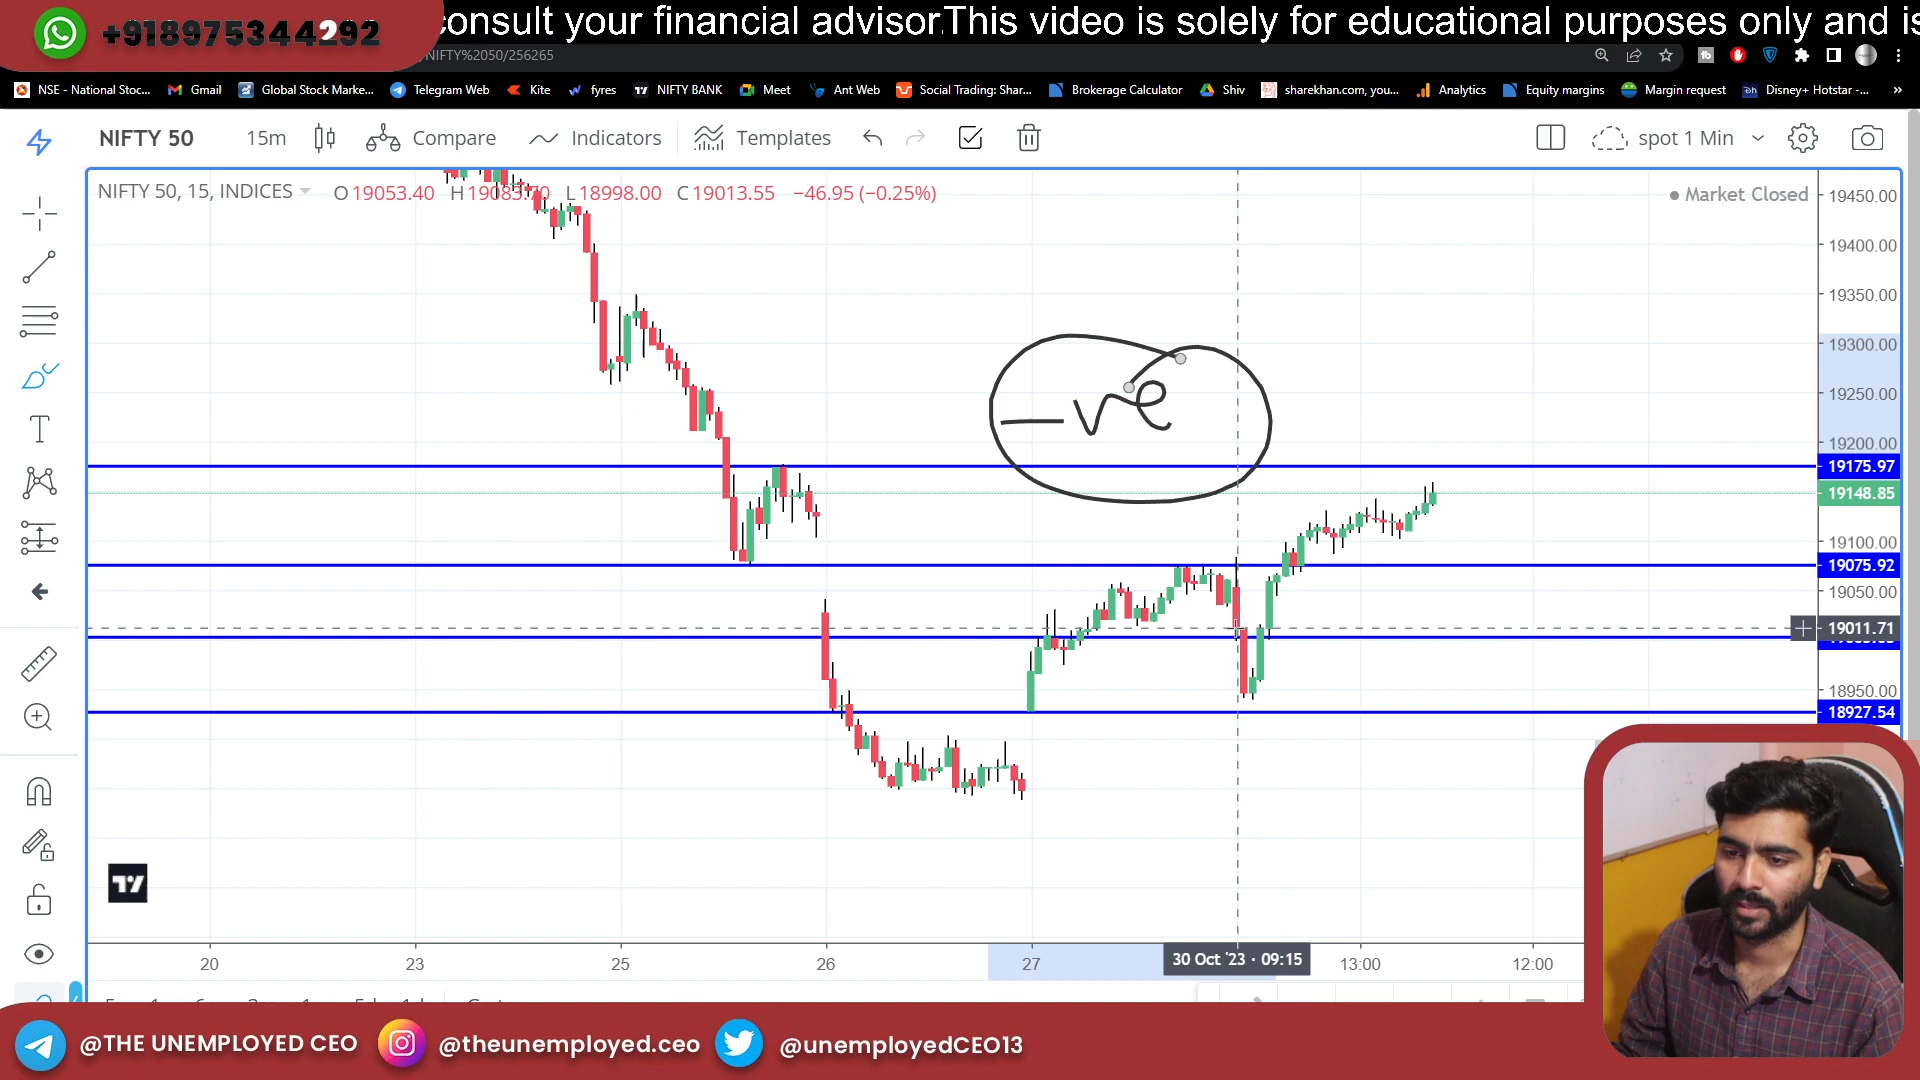 consult your financial advisor.This video is solely for educational purposes only and is
+918975344292
/NIFTY%2050/256265
NSE - National Stoc... Gmail Global Stock Marke... Telegram Web Kite fyres NIFTY BANK Meet Ant Web Social Trading: Shar... Brokerage Calculator Shiv sharekhan.com, you... Analytics Equity margins Margin request Disney+ Hotstar -... »
NIFTY 50 15m Compare Indicators Templates spot 1 Min
NIFTY 50, 15, INDICES O19053.40 H19083.70 L18998.00 C19013.55 −46.95 (−0.25%)
Market Closed
19450.00
19400.00
19350.00
19300.00
19250.00
—ve
19200.00
19175.97
19148.85
19100.00
19075.92
19050.00
19011.71
18950.00
18927.54
20 23 25 26 27 30 Oct '23 · 09:15 13:00 12:00
@THE UNEMPLOYED CEO @theunemployed.ceo @unemployedCEO13